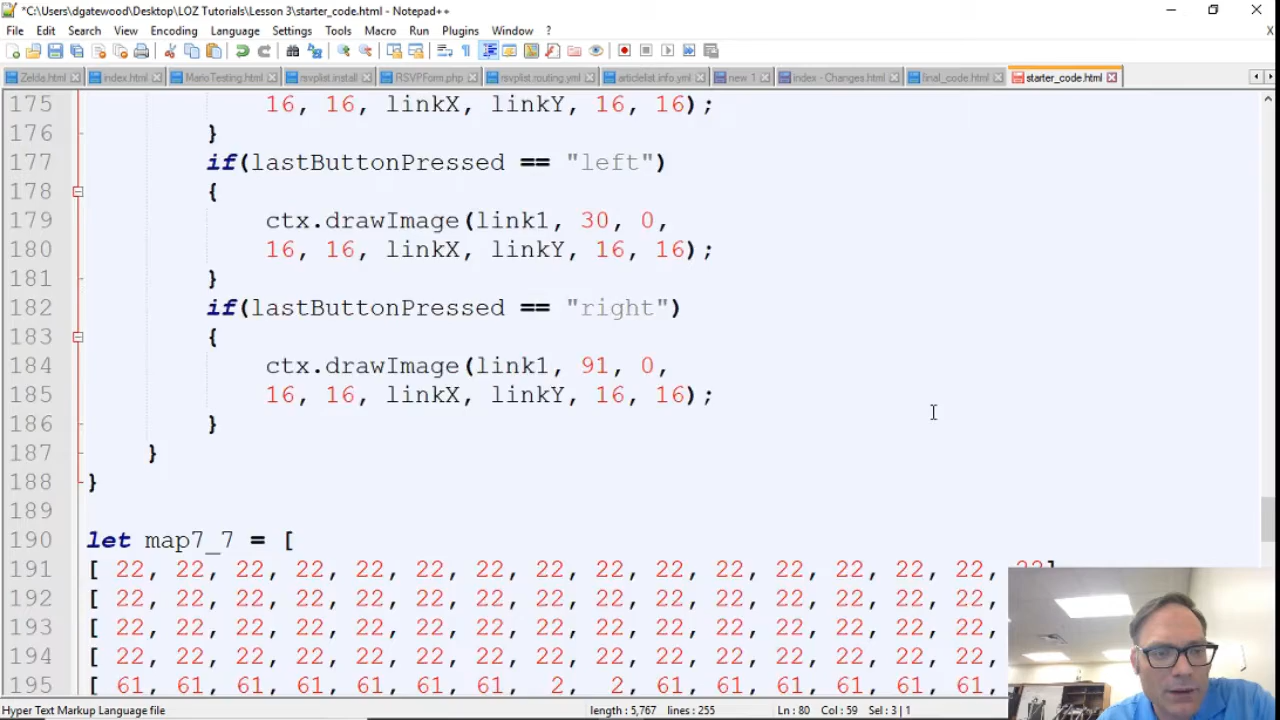 *C:\Users\dgatewood\Desktop\LOZ Tutorials\Lesson 3\starter_code.html - Notepad++
File Edit Search View Encoding Language Settings Tools Macro Run Plugins Window ?
Zelda.html index.html MarioTesting.html rsvplist install RSVPForm.php rsvplist.routing.yml articlelist info.yml new 1 index - Changes.html final_code.html starter_code.html
175 16, 16, linkX, linkY, 16, 16);
176 }
177 if(lastButtonPressed == "left")
178 {
179 ctx.drawImage(link1, 30, 0,
180 16, 16, linkX, linkY, 16, 16);
181 }
182 if(lastButtonPressed == "right")
183 {
184 ctx.drawImage(link1, 91, 0,
185 16, 16, linkX, linkY, 16, 16);
186 }
187 }
188 }
189
190 let map7_7 = [
191 [ 22, 22, 22, 22, 22, 22, 22, 22, 22, 22, 22, 22, 22, 22, 22, 22]
192 [ 22, 22, 22, 22, 22, 22, 22, 22, 22, 22, 22, 22, 22, 22, 22,
193 [ 22, 22, 22, 22, 22, 22, 22, 22, 22, 22, 22, 22, 22, 22, 22,
194 [ 22, 22, 22, 22, 22, 22, 22, 22, 22, 22, 22, 22, 22, 22, 22,
195 [ 61, 61, 61, 61, 61, 61, 61, 2, 2, 61, 61, 61, 61, 61, 61,
Hyper Text Markup Language file length : 5,767 lines : 255 Ln : 80 Col : 59 Sel : 3 | 1